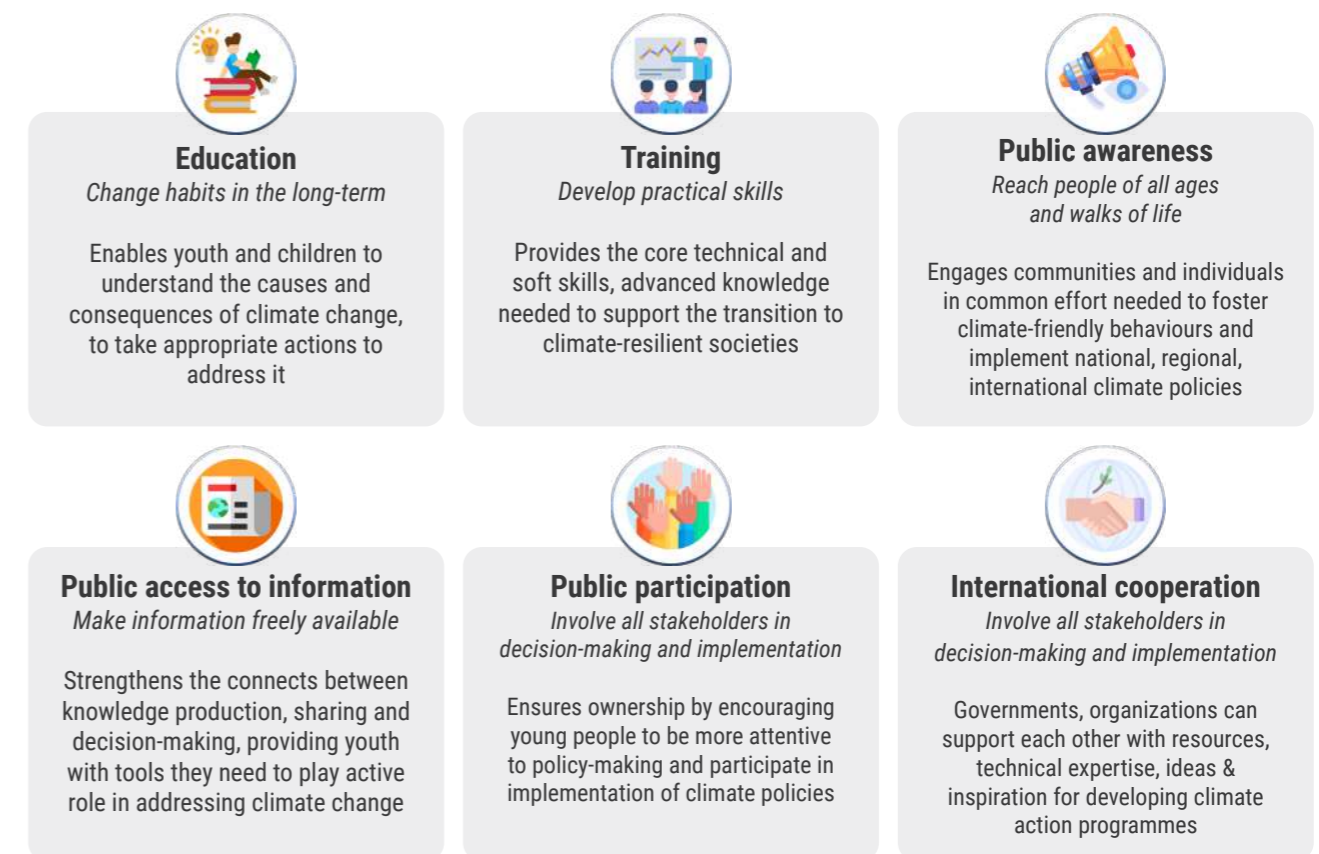 Education
Change habits in the long-term
Enables youth and children to
understand the causes and
consequences of climate change,
to take appropriate actions to
address it
Training
Develop practical skills
Provides the core technical and
soft skills, advanced knowledge
needed to support the transition to
climate-resilient societies
Public awareness
Reach people of all ages
and walks of life
Engages communities and individuals
in common effort needed to foster
climate-friendly behaviours and
implement national, regional,
international climate policies
Public access to information
Make information freely available
Strengthens the connects between
knowledge production, sharing and
decision-making, providing youth
with tools they need to play active
role in addressing climate change
Public participation
Involve all stakeholders in
decision-making and implementation
Ensures ownership by encouraging
young people to be more attentive
to policy-making and participate in
implementation of climate policies
International cooperation
Involve all stakeholders in
decision-making and implementation
Governments, organizations can
support each other with resources,
technical expertise, ideas &
inspiration for developing climate
action programmes